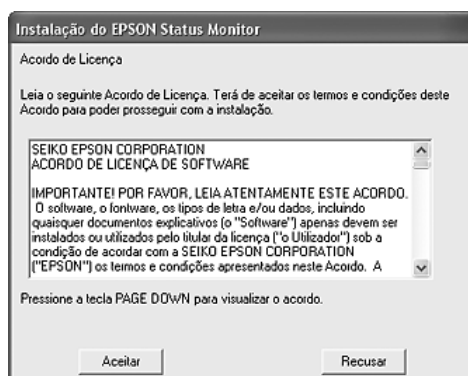 Instalação do EPSON Status Monitor
Acordo de Licença
Leia o seguinte Acordo de Licença. Terá de aceitar os termos e condições deste
Acordo para poder prosseguir com a instalação.
SEIKO EPSON CORPORATION
ACORDO DE LICENÇA DE SOFTWARE
IMPORTANTE! POR FAVOR, LEIA ATENTAMENTE ESTE ACORDO.
O software, o fontware, os tipos de letra e/ou dados, incluindo
quaisquer documentos explicativos (o "Software") apenas devem ser
instalados ou utilizados pelo titular da licença ("o Utilizador") sob a
condição de acordar com a SEIKO EPSON CORPORATION
("EPSON") os termos e condições apresentados neste Acordo. A
Pressione a tecla PAGE DOWN para visualizar o acordo.
Aceitar
Recusar